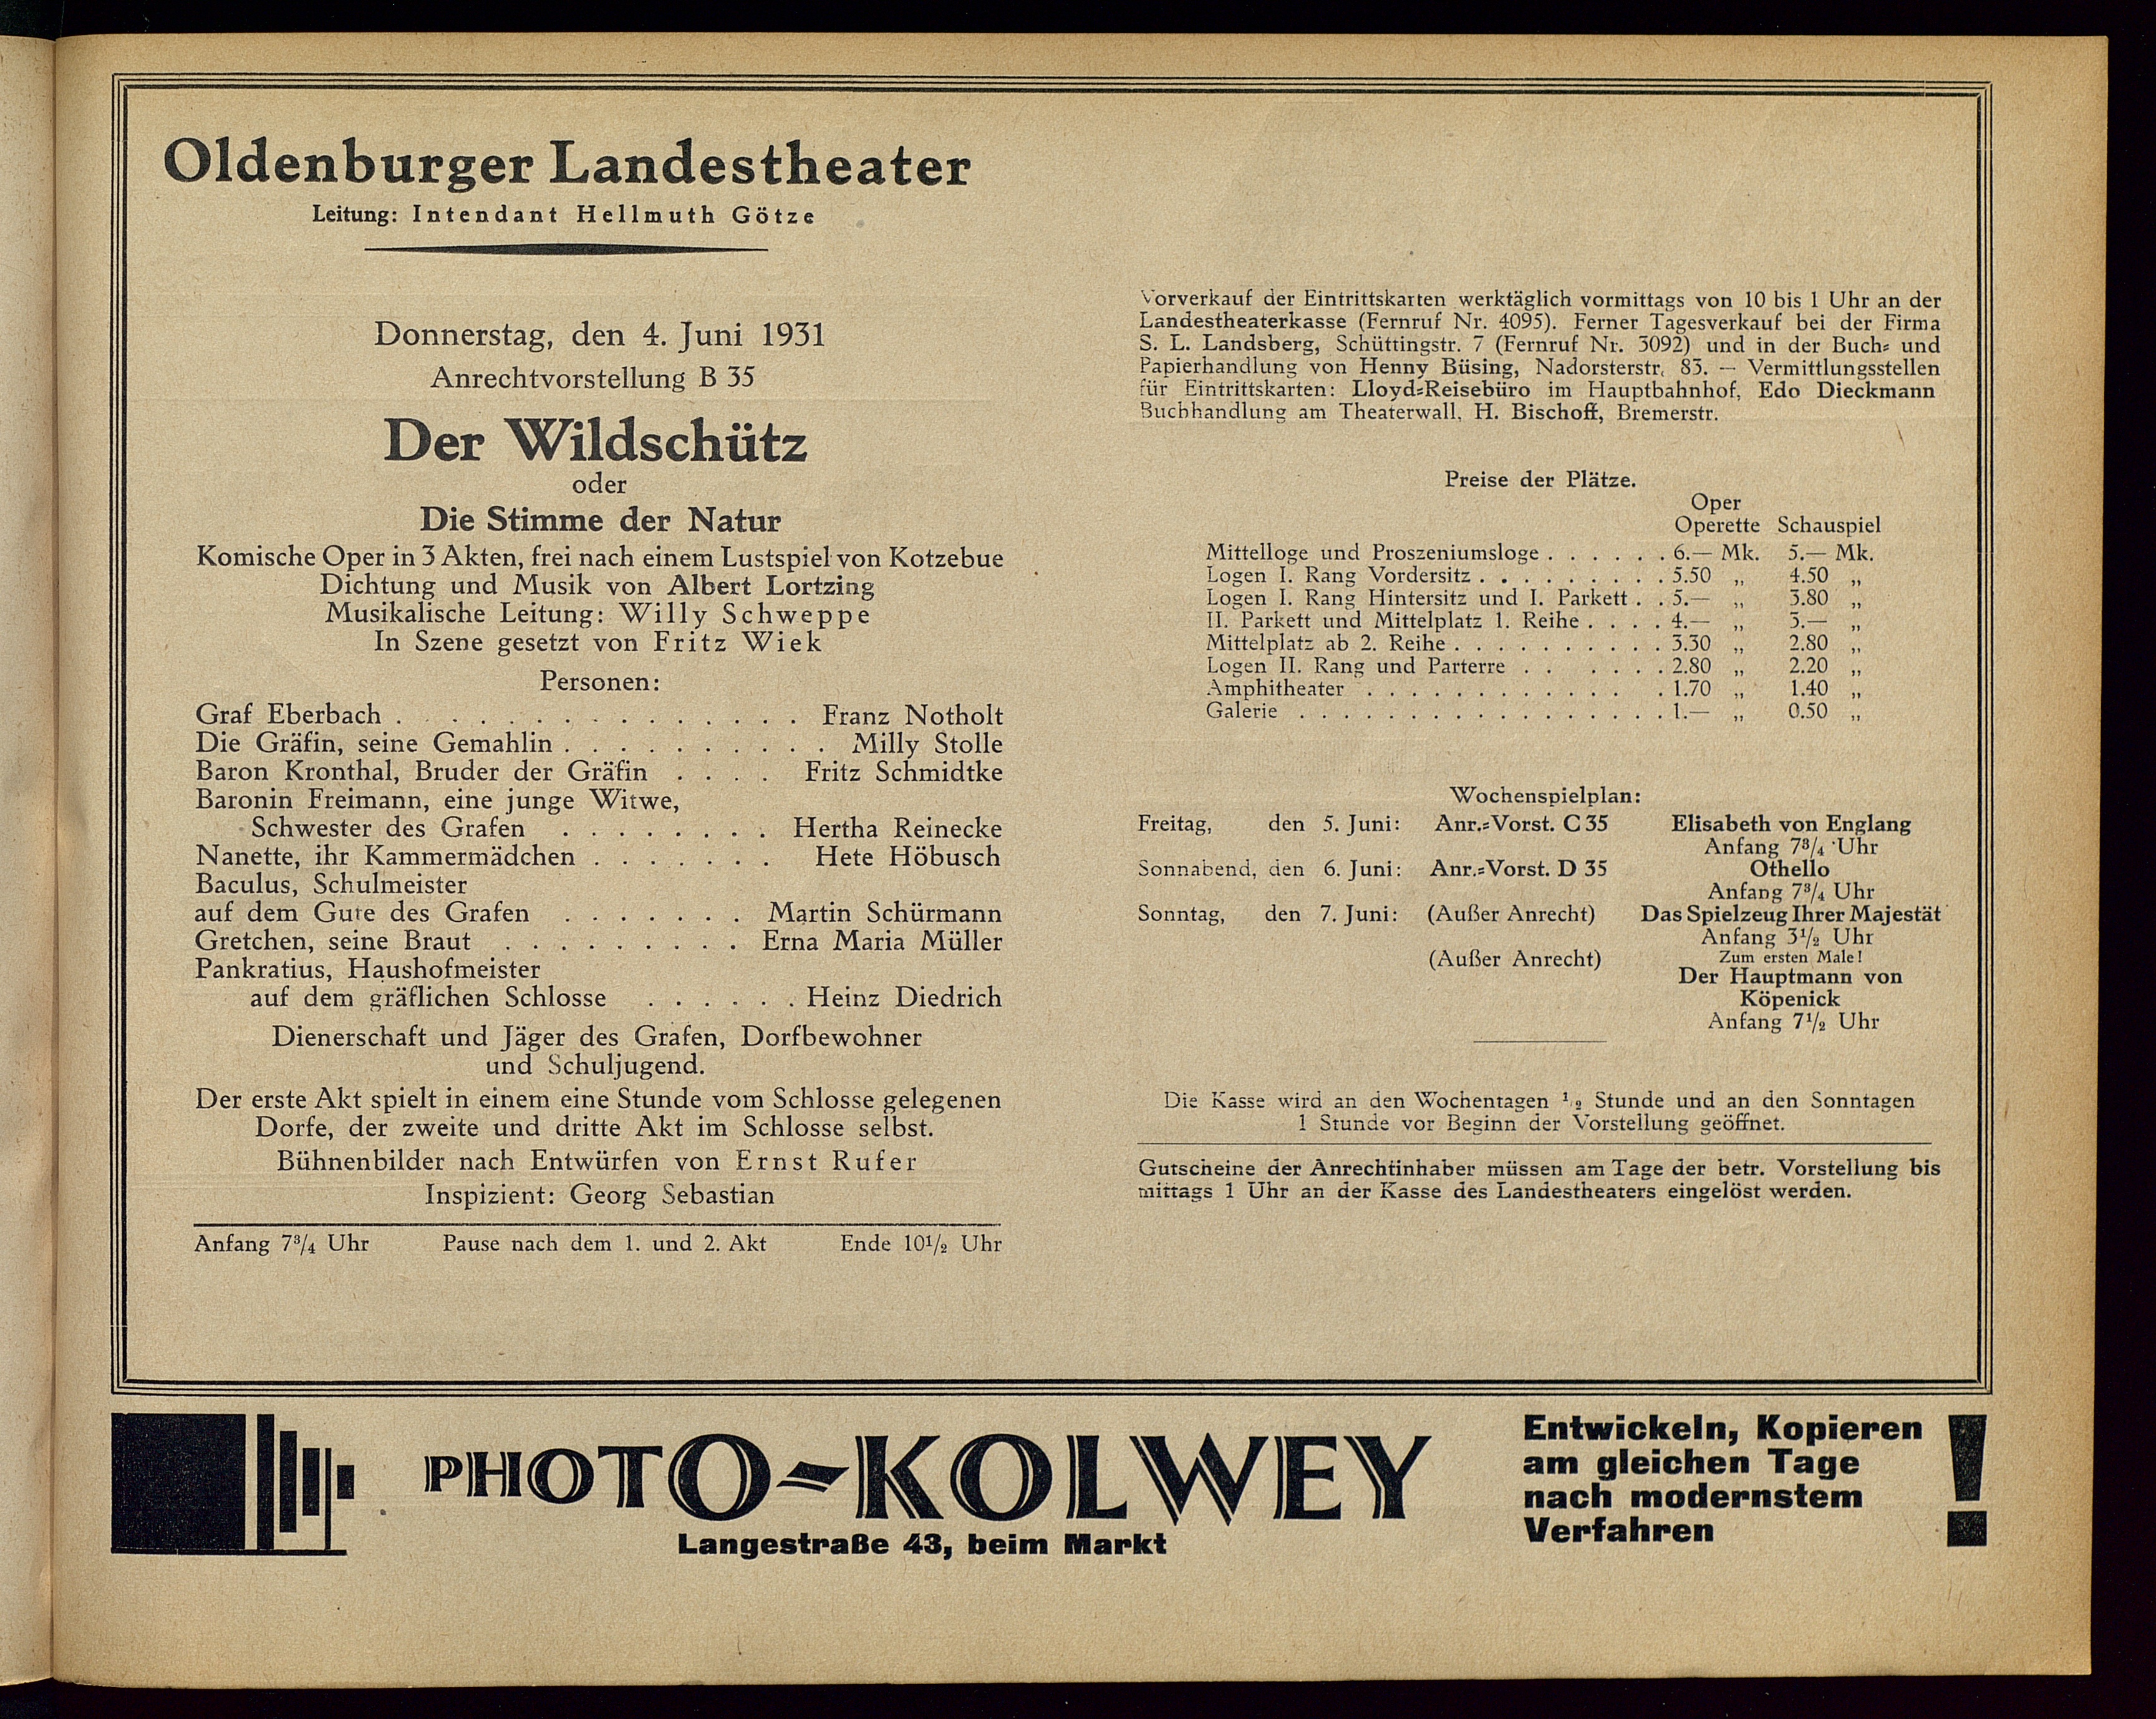 Oldenburger Landestheater
Leitung: Intendant Hellmuth Götze
Donnerstag, den 4. Juni 1931
Anrechtvorstellung B 35
Der Wildschütz
oder
Die Stimme der Natur
Komische Oper in 3 Akten, frei nach einem Lustspiel von Kotzebue
Dichtung und Musik von Albert Lortzing
Musikalische Leitung: Willy Schweppe
In Szene gesetzt von Fritz Wiek
Personen:
Graf Eberbach . . . . . . . . . . . . . . Franz Notholt
Die Gräfin, seine Gemahlin . . . . . . . . . . Milly Stolle
Baron Kronthal, Bruder der Gräfin . . . . Fritz Schmidtke
Baronin Freimann, eine junge Witwe,
Schwester des Grafen . . . . . . . . Hertha Reinecke
Nanette, ihr Kammermädchen . . . . . . . Hete Höbusch
Baculus, Schulmeister
auf dem Gute des Grafen . . . . . . . Martin Schürmann
Gretchen, seine Braut . . . . . . . . . Erna Maria Müller
Pankratius, Haushofmeister
auf dem gräflichen Schlosse . . . . . . Heinz Diedrich
Dienerschaft und Jäger des Grafen, Dorfbewohner
und Schuljugend.
Der erste Akt spielt in einem eine Stunde vom Schlosse gelegenen
Dorfe, der zweite und dritte Akt im Schlosse selbst.
Bühnenbilder nach Entwürfen von Ernst Rufer
Inspizient: Georg Sebastian
Anfang 7³/₄ Uhr Pause nach dem 1. und 2. Akt Ende 10¹/₂ Uhr
Vorverkauf der Eintrittskarten werktäglich vormittags von 10 bis 1 Uhr an der
Landestheaterkasse (Fernruf Nr. 4095). Ferner Tagesverkauf bei der Firma
S. L. Landsberg, Schüttingstr. 7 (Fernruf Nr. 3092) und in der Buch= und
Papierhandlung von Henny Büsing, Nadorsterstr. 83. — Vermittlungsstellen
für Eintrittskarten: Lloyd=Reisebüro im Hauptbahnhof, Edo Dieckmann
Buchhandlung am Theaterwall, H. Bischoff, Bremerstr.
Preise der Plätze.
Oper
Operette Schauspiel
Mittelloge und Proszeniumsloge . . . . . . 6.— Mk. 5.— Mk.
Logen I. Rang Vordersitz . . . . . . . . . 5.50 „ 4.50 „
Logen I. Rang Hintersitz und I. Parkett . . 5.— „ 3.80 „
II. Parkett und Mittelplatz 1. Reihe . . . . 4.— „ 3.— „
Mittelplatz ab 2. Reihe . . . . . . . . . . 3.30 „ 2.80 „
Logen II. Rang und Parterre . . . . . . . 2.80 „ 2.20 „
Amphitheater . . . . . . . . . . . . . 1.70 „ 1.40 „
Galerie . . . . . . . . . . . . . . . . . 1.— „ 0.50 „
Wochenspielplan:
Freitag, den 5. Juni: Anr.=Vorst. C 35 Elisabeth von Englang
Anfang 7³/₄ Uhr
Sonnabend, den 6. Juni: Anr.=Vorst. D 35 Othello
Anfang 7³/₄ Uhr
Sonntag, den 7. Juni: (Außer Anrecht) Das Spielzeug Ihrer Majestät
Anfang 3¹/₂ Uhr
(Außer Anrecht) Zum ersten Male!
Der Hauptmann von
Köpenick
Anfang 7¹/₂ Uhr
Die Kasse wird an den Wochentagen ¹/₂ Stunde und an den Sonntagen
1 Stunde vor Beginn der Vorstellung geöffnet.
Gutscheine der Anrechtinhaber müssen am Tage der betr. Vorstellung bis
mittags 1 Uhr an der Kasse des Landestheaters eingelöst werden.
PHOTO-KOLWEY
Langestraße 43, beim Markt
Entwickeln, Kopieren
am gleichen Tage
nach modernstem
Verfahren !